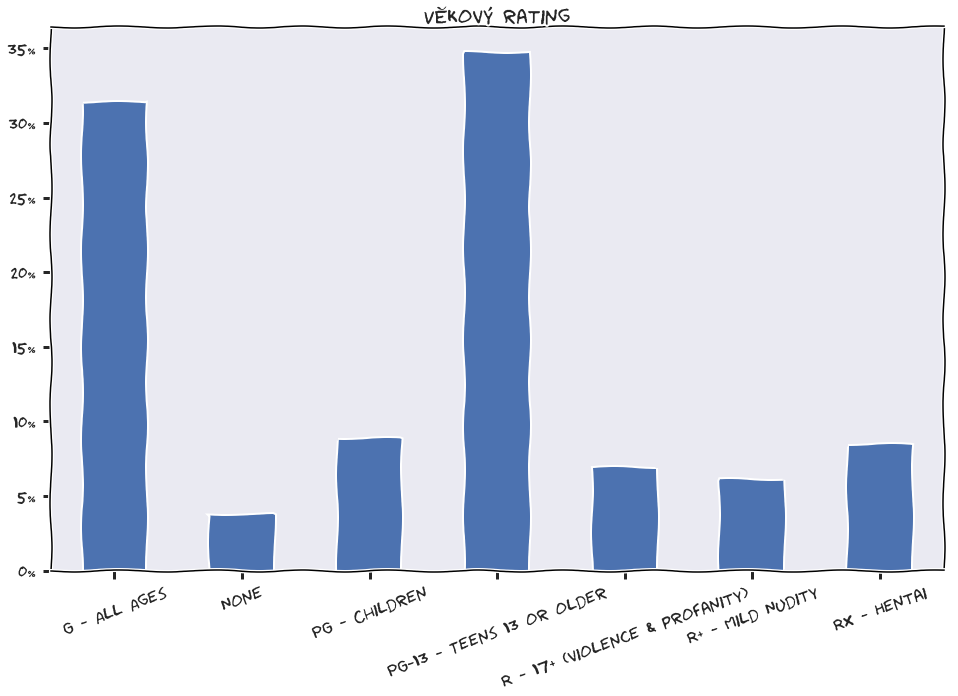 VĚKOVÝ RATING
35%
30%
25%
20%
15%
10%
5%
0%
G - ALL AGES
NONE
PG - CHILDREN
PG-13 - TEENS 13 OR OLDER
R - 17+ (VIOLENCE & PROFANITY)
R+ - MILD NUDITY
RX - HENTAI